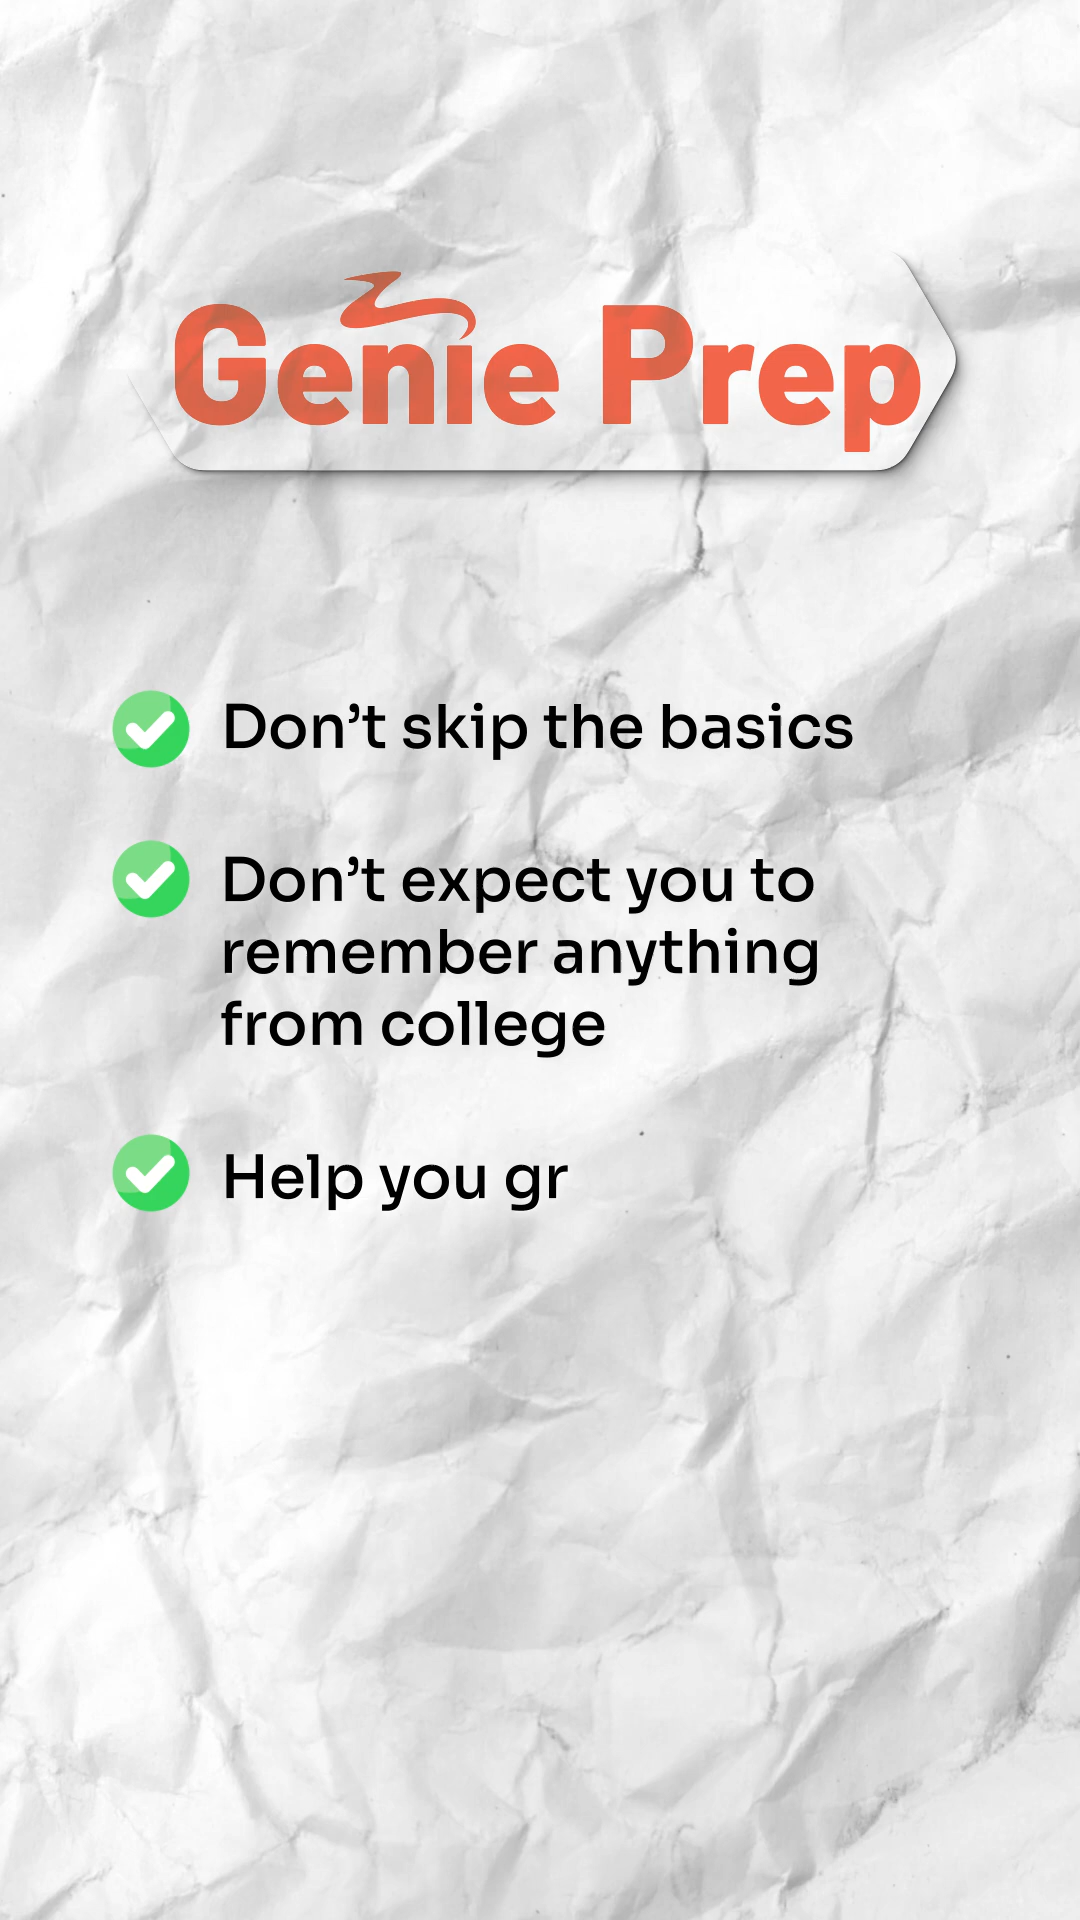 Genie Prep
Don’t skip the basics
Don’t expect you to
remember anything
from college
Help you gr